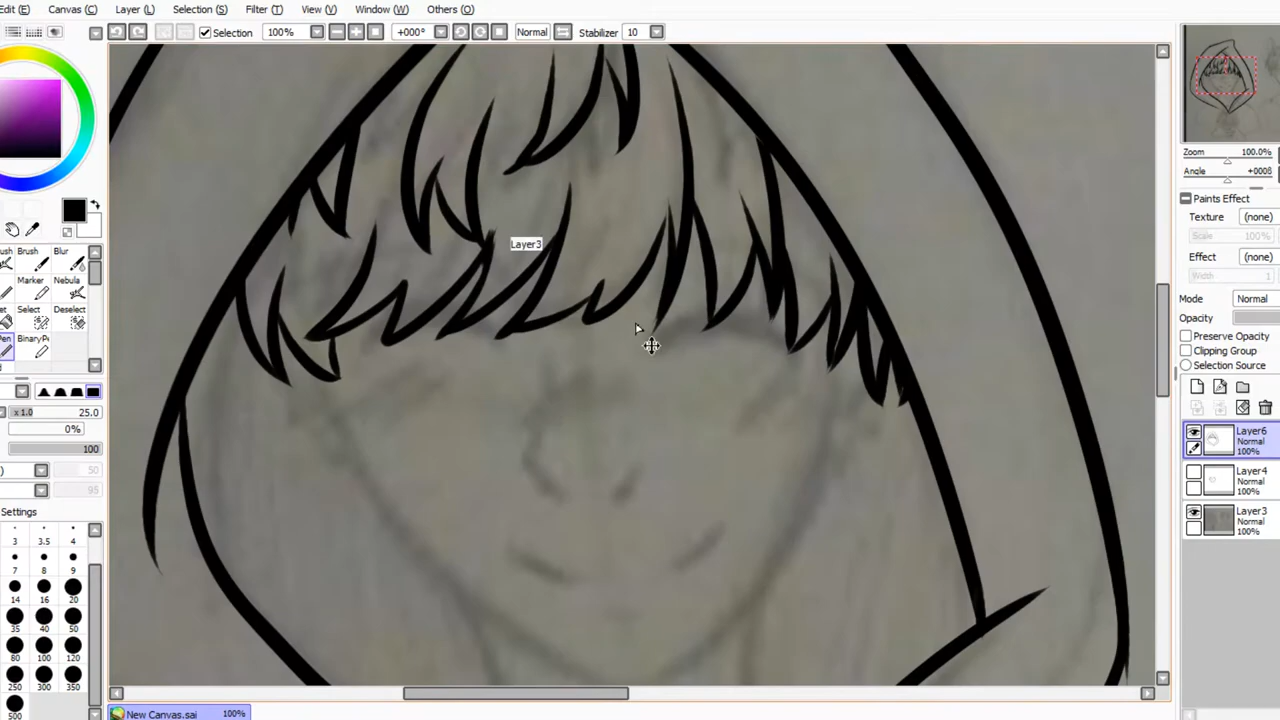 Edit (E) Canvas (C) Layer (L) Selection (S) Filter (T) View (V) Window (W) Others (O)
Selection 100% +000° Normal Stabilizer 10
Zoom 100.0%
Angle +000ß
Paints Effect
Texture (none)
Scale 100%
Effect (none)
Width 1
Mode Normal
Opacity
Preserve Opacity
Clipping Group
Selection Source
Layer6
Normal
100%
Layer4
Normal
100%
Layer3
Normal
100%
Brush Blur
Marker Nebula
Select Deselect
Pen BinaryP
x 1.0 25.0
0%
100
50
95
Settings
3 3.5 4
7 8 9
14 16 20
35 40 50
80 100 120
250 300 350
500
Layer3
New Canvas.sai 100%